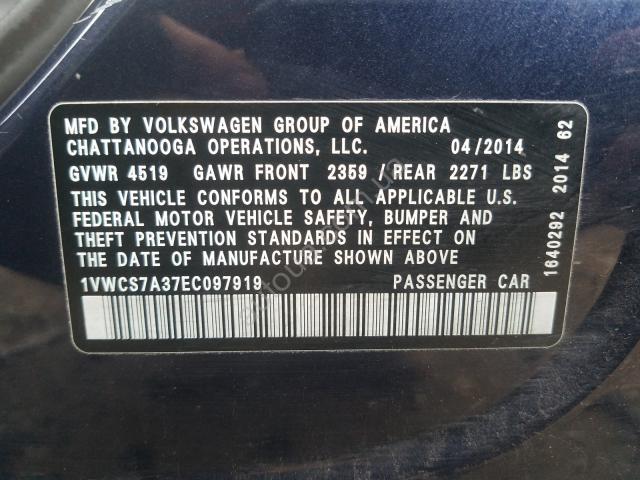 MFD BY VOLKSWAGEN GROUP OF AMERICA
CHATTANOOGA OPERATIONS, LLC. 04/2014
GVWR 4519 GAWR FRONT 2359 / REAR 2271 LBS
THIS VEHICLE CONFORMS TO ALL APPLICABLE U.S.
FEDERAL MOTOR VEHICLE SAFETY, BUMPER AND
THEFT PREVENTION STANDARDS IN EFFECT ON
THE DATE OF MANUFACTURE SHOWN ABOVE
1VWCS7A37EC097919 PASSENGER CAR
1640292 2014 62